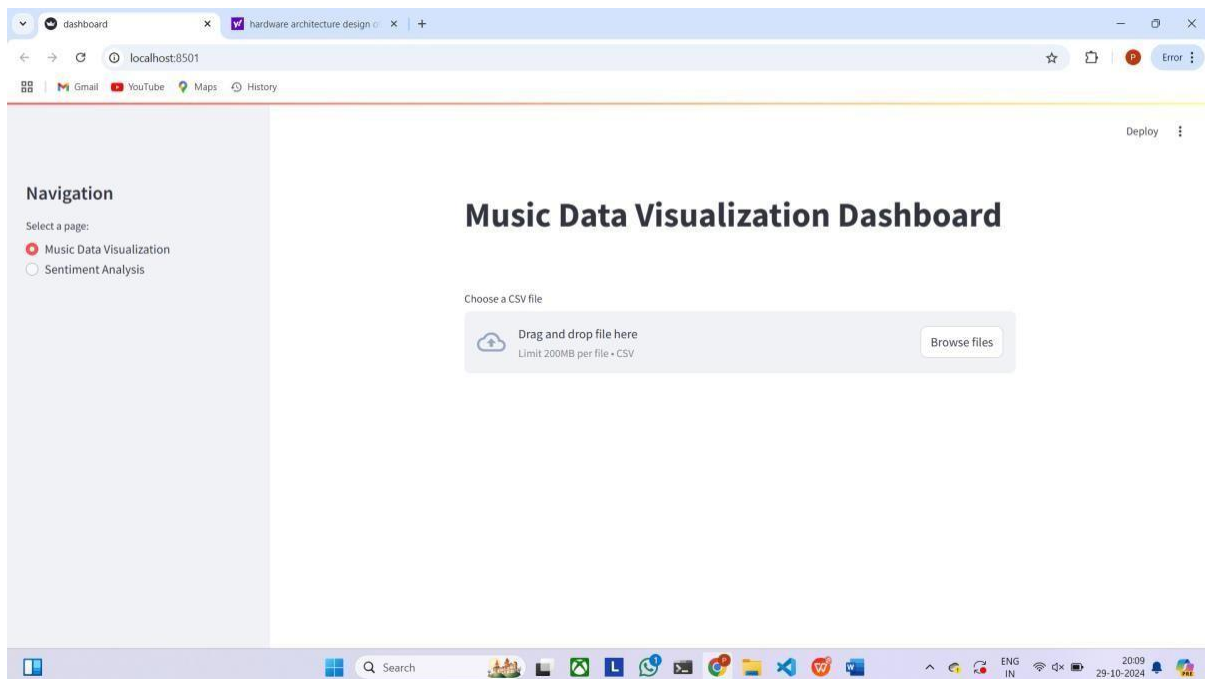 dashboard
hardware architecture design o
localhost:8501
P
Error
Gmail YouTube Maps History
Deploy
Navigation
Select a page:
Music Data Visualization
Sentiment Analysis
Music Data Visualization Dashboard
Choose a CSV file
Drag and drop file here
Limit 200MB per file • CSV
Browse files
Search
L
1
P
W
ENG
IN
20:09
29-10-2024
PRE